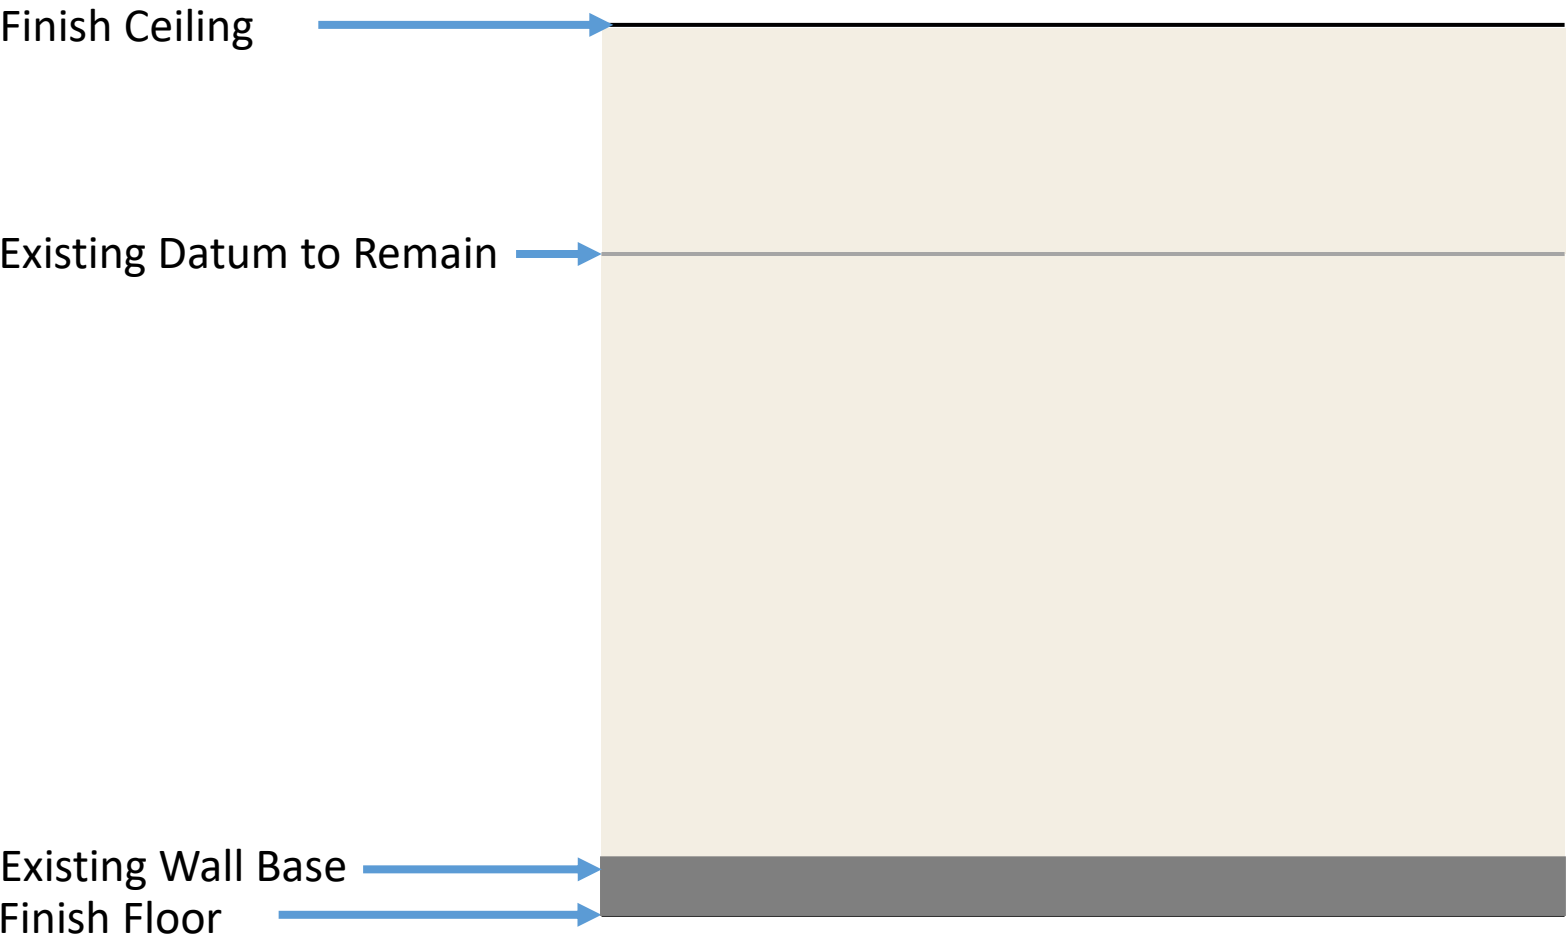 Finish Ceiling
Existing Datum to Remain
Existing Wall Base
Finish Floor